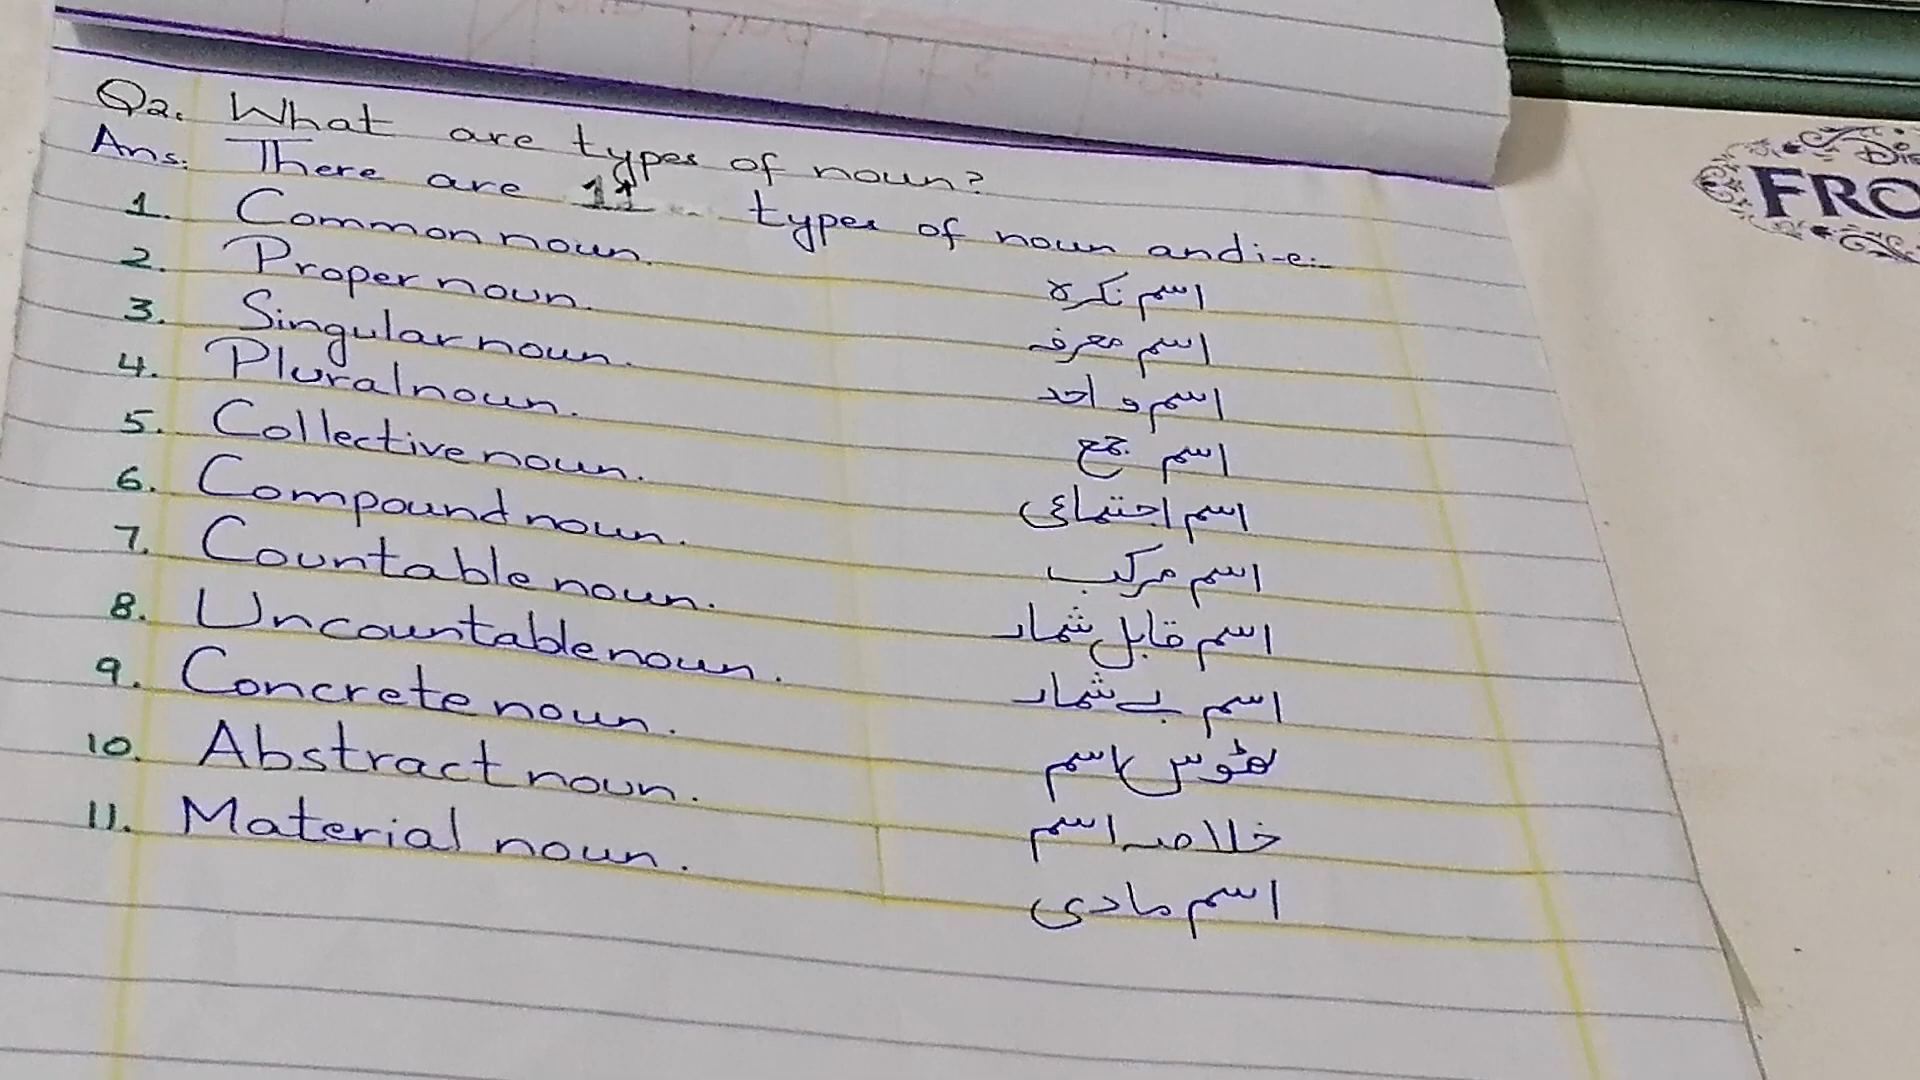 Q2. What are types of noun?
Ans. There are 11 types of noun and i-e:-
1. Common noun. اسم نکرہ
2. Proper noun. اسم معرفہ
3. Singular noun. اسم واحد
4. Plural noun. اسم جمع
5. Collective noun. اسم اجتماعی
6. Compound noun. اسم مرکب
7. Countable noun. اسم قابل شمار
8. Uncountable noun. اسم بے شمار
9. Concrete noun. ٹھوس اسم
10. Abstract noun. خلاصہ اسم
11. Material noun. اسم مادی